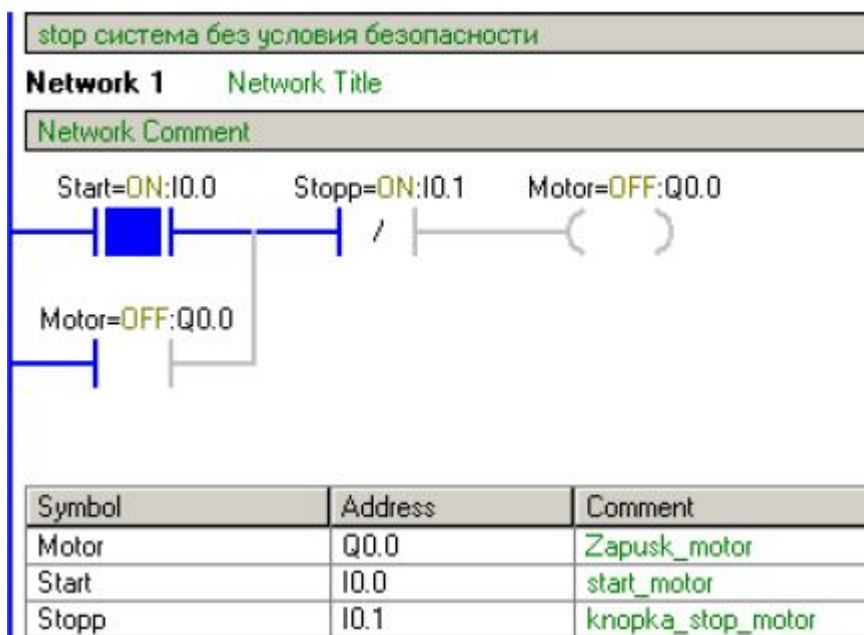 stop система без условия безопасности
Network 1 Network Title
Network Comment
Start=ON:I0.0 Stopp=ON:I0.1 Motor=OFF:Q0.0
/
Motor=OFF:Q0.0
Symbol Address Comment
Motor Q0.0 Zapusk_motor
Start I0.0 start_motor
Stopp I0.1 knopka_stop_motor